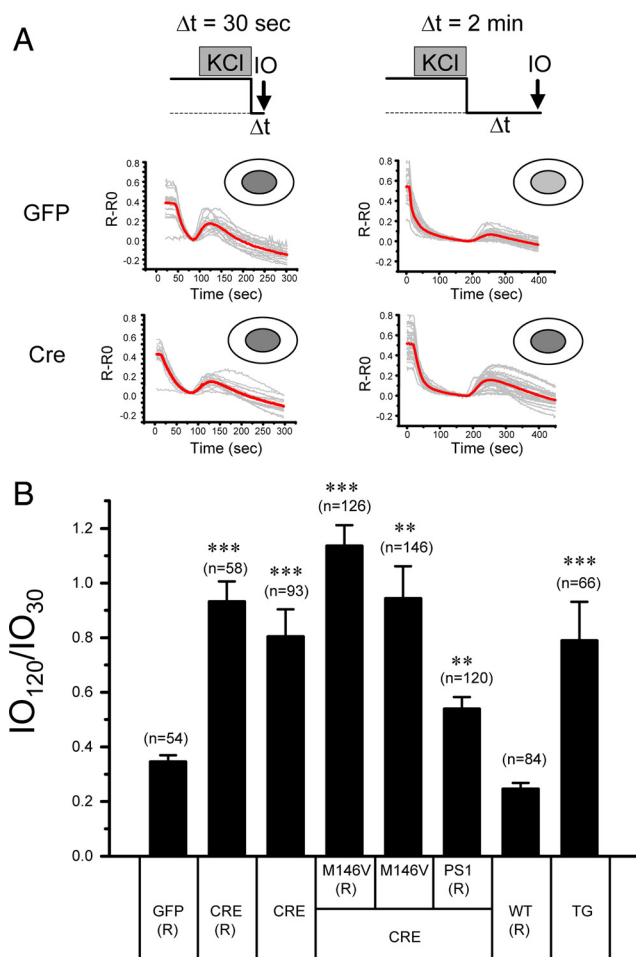 A
Δt = 30 sec
Δt = 2 min
KCl
IO
Δt
KCl
IO
Δt
GFP
R-R0
0.8
0.6
0.4
0.2
0.0
-0.2
0 50 100 150 200 250 300
Time (sec)
R-R0
0.8
0.6
0.4
0.2
0.0
-0.2
0 100 200 300 400
Time (sec)
Cre
R-R0
0.8
0.6
0.4
0.2
0.0
-0.2
0 50 100 150 200 250 300
Time (sec)
R-R0
0.8
0.6
0.4
0.2
0.0
-0.2
0 100 200 300 400
Time (sec)
B
IO120/IO30
1.2
1.0
0.8
0.6
0.4
0.2
0.0
(n=54)
***
(n=58)
***
(n=93)
***
(n=126)
**
(n=146)
**
(n=120)
(n=84)
***
(n=66)
GFP
(R)
CRE
(R)
CRE
M146V
(R)
M146V
PS1
(R)
CRE
WT
(R)
TG